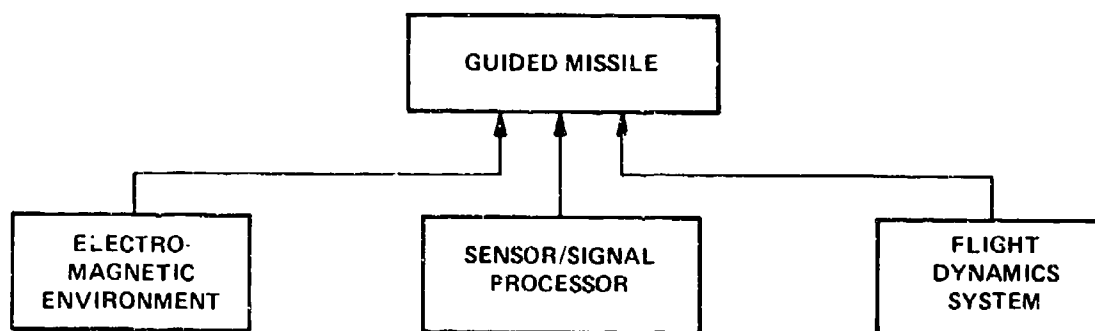 GUIDED MISSILE
ELECTRO-
MAGNETIC
ENVIRONMENT
SENSOR/SIGNAL
PROCESSOR
FLIGHT
DYNAMICS
SYSTEM